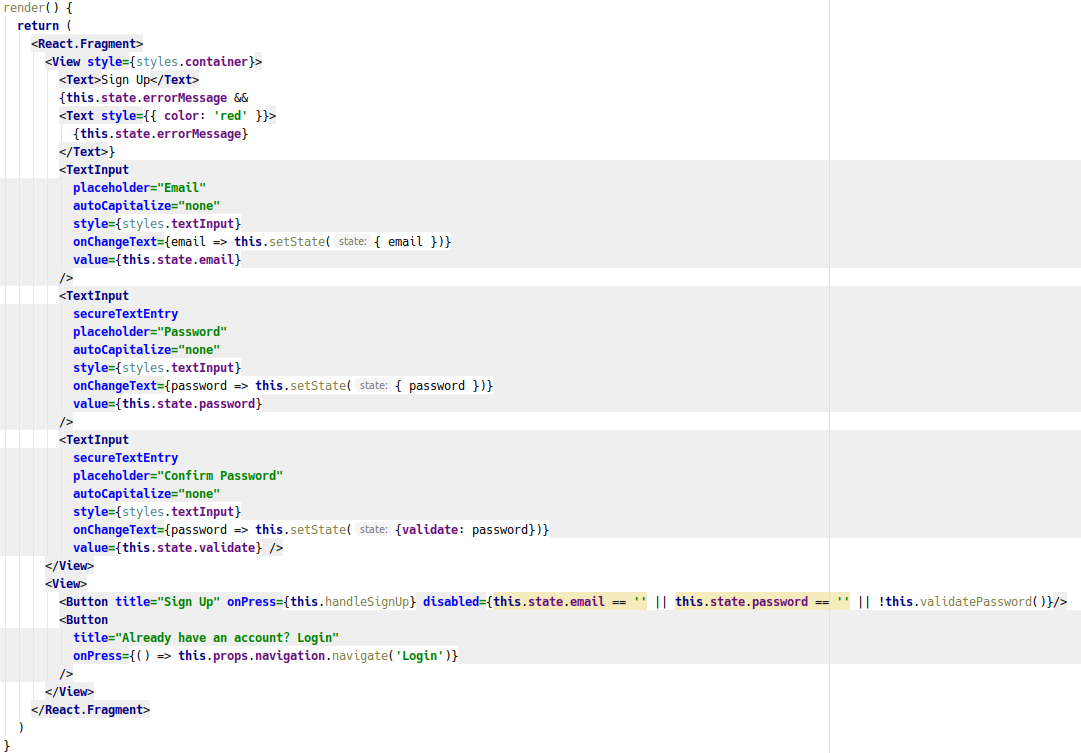 render() {
  return (
    <React.Fragment>
      <View style={styles.container}>
        <Text>Sign Up</Text>
        {this.state.errorMessage &&
        <Text style={{ color: 'red' }}>
          {this.state.errorMessage}
        </Text>}
        <TextInput
          placeholder="Email"
          autoCapitalize="none"
          style={styles.textInput}
          onChangeText={email => this.setState( state: { email })}
          value={this.state.email}
        />
        <TextInput
          secureTextEntry
          placeholder="Password"
          autoCapitalize="none"
          style={styles.textInput}
          onChangeText={password => this.setState( state: { password })}
          value={this.state.password}
        />
        <TextInput
          secureTextEntry
          placeholder="Confirm Password"
          autoCapitalize="none"
          style={styles.textInput}
          onChangeText={password => this.setState( state: {validate: password})}
          value={this.state.validate} />
      </View>
      <View>
        <Button title="Sign Up" onPress={this.handleSignUp} disabled={this.state.email == '' || this.state.password == '' || !this.validatePassword()}/>
        <Button
          title="Already have an account? Login"
          onPress={() => this.props.navigation.navigate('Login')}
        />
      </View>
    </React.Fragment>
  )
}